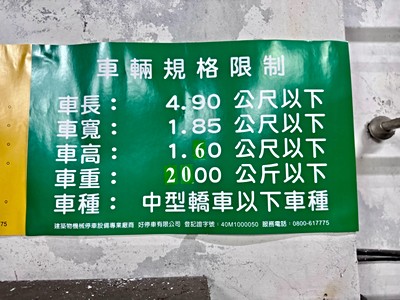 車輛規格限制
車長： 4.90 公尺以下
車寬： 1.85 公尺以下
車高： 1.60 公尺以下
車重： 2000 公斤以下
車種： 中型轎車以下車種
建築物機械停車設備專業廠商 好停車有限公司 登記證字號：40M1000050 服務電話：0800-617775
775